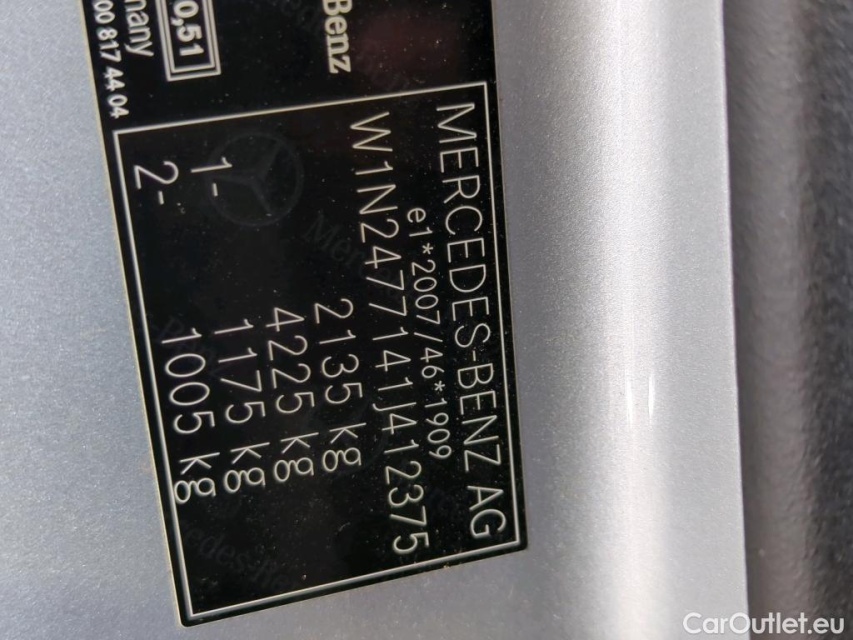 MERCEDES-BENZ AG
e1*2007/46*1909
W1N2477141J412375
2135 kg
4225 kg
1- 1175 kg
2- 1005 kg
Benz
0,51
many
00 817 44 04
CarOutlet.eu